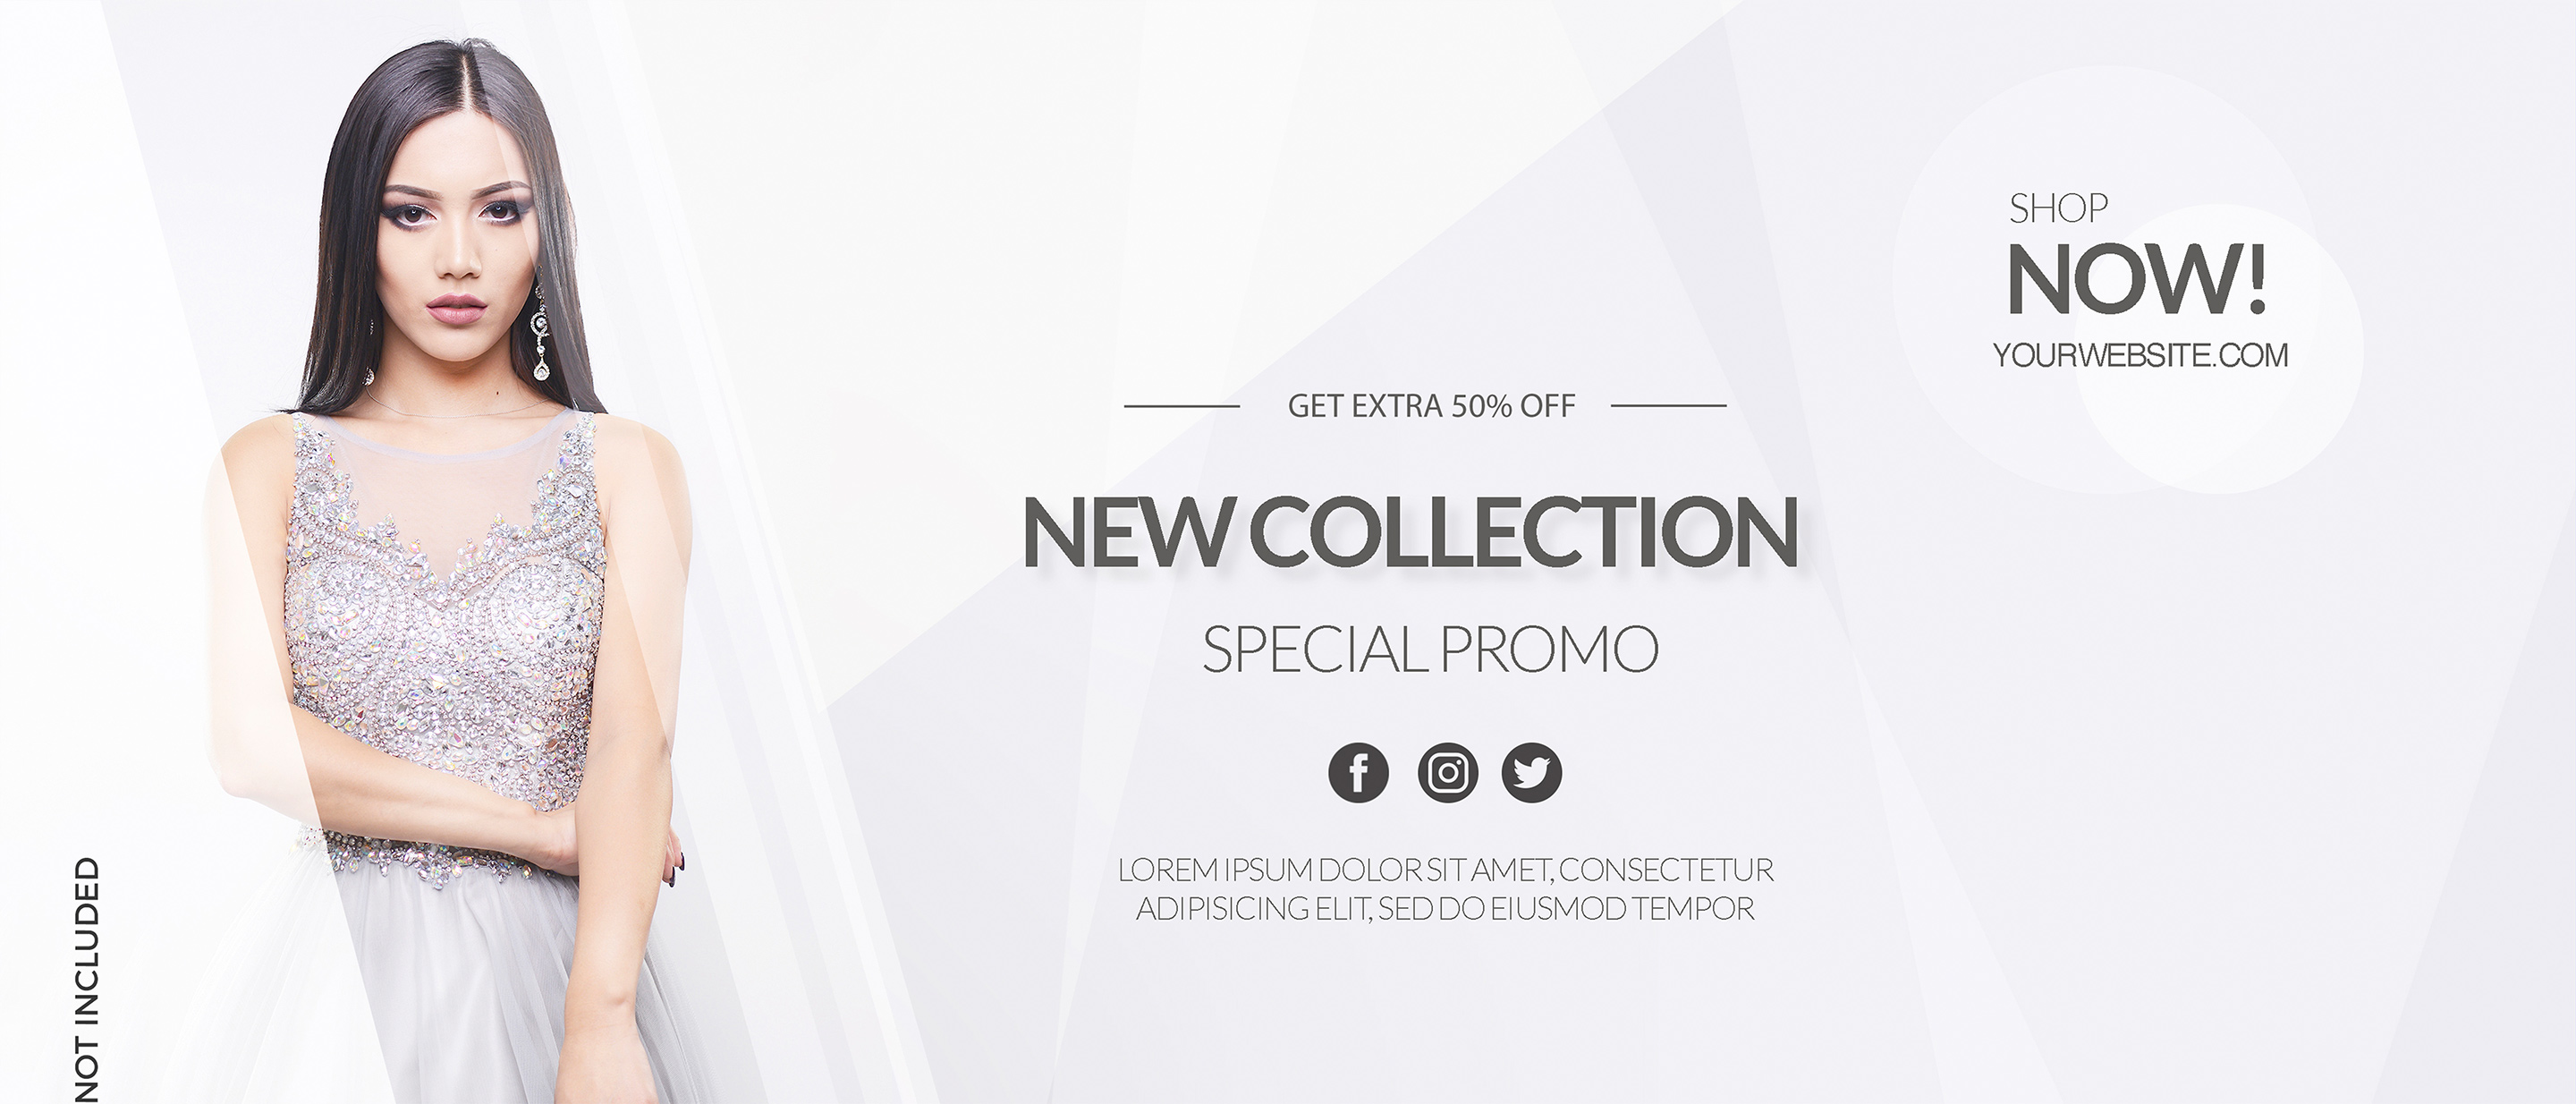 SHOP
NOW!
YOURWEBSITE.COM
GET EXTRA 50% OFF
NEW COLLECTION
SPECIAL PROMO
LOREM IPSUM DOLOR SIT AMET, CONSECTETUR
ADIPISICING ELIT, SED DO EIUSMOD TEMPOR
NOT INCLUDED